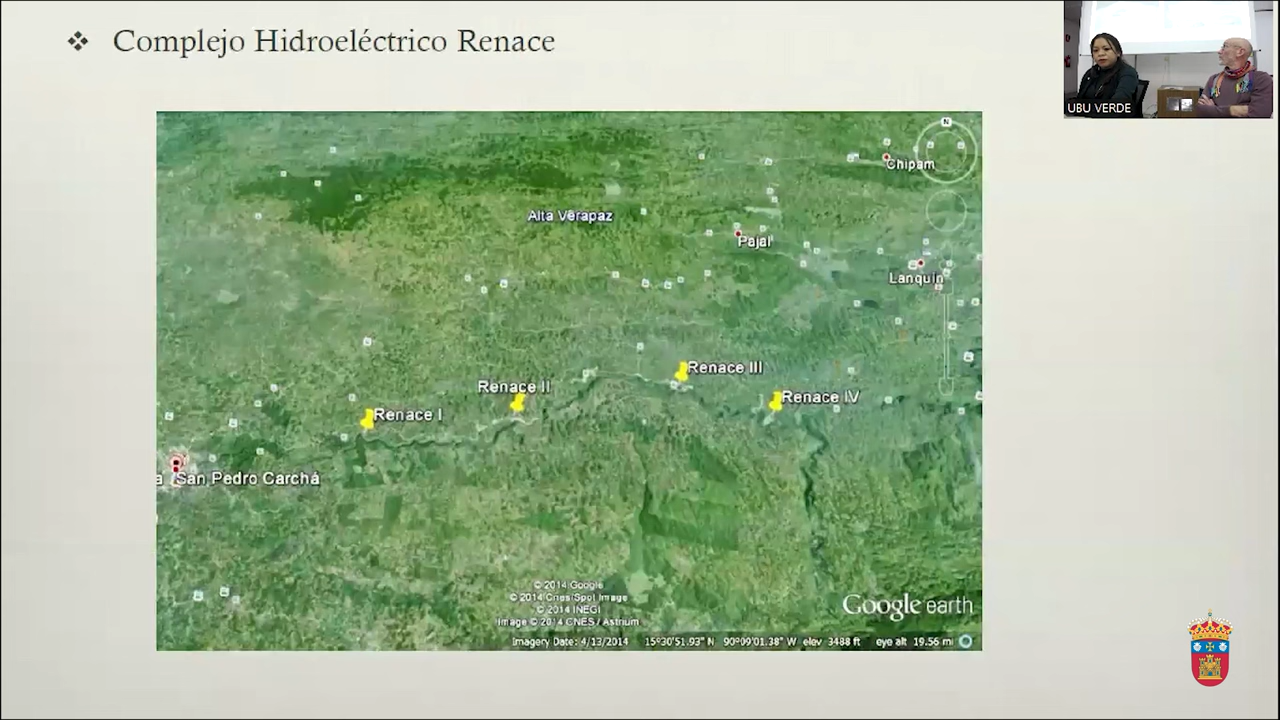 ❖ Complejo Hidroeléctrico Renace
UBU VERDE
N
Chipam
Alta Verapaz
Pajal
Lanquin
Renace III
Renace II
Renace IV
Renace I
a
San Pedro Carchá
© 2014 Google
© 2014 Cnes/Spot Image
© 2014 INEGI
Image © 2014 CNES / Astrium
Google earth
Imagery Date: 4/13/2014 15°30'51.93" N 90°09'01.38" W elev 3488 ft eye alt 19.56 mi